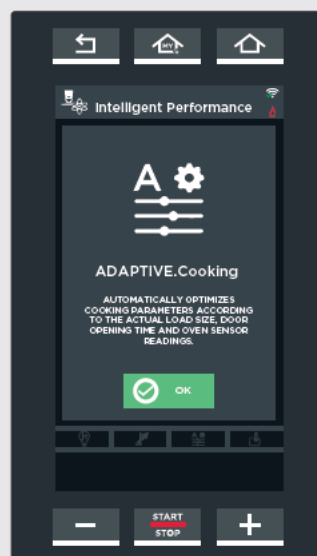 MY
Intelligent Performance
A
ADAPTIVE.Cooking
AUTOMATICALLY OPTIMIZES
COOKING PARAMETERS ACCORDING
TO THE ACTUAL LOAD SIZE, DOOR
OPENING TIME AND OVEN SENSOR
READINGS.
OK
START
STOP